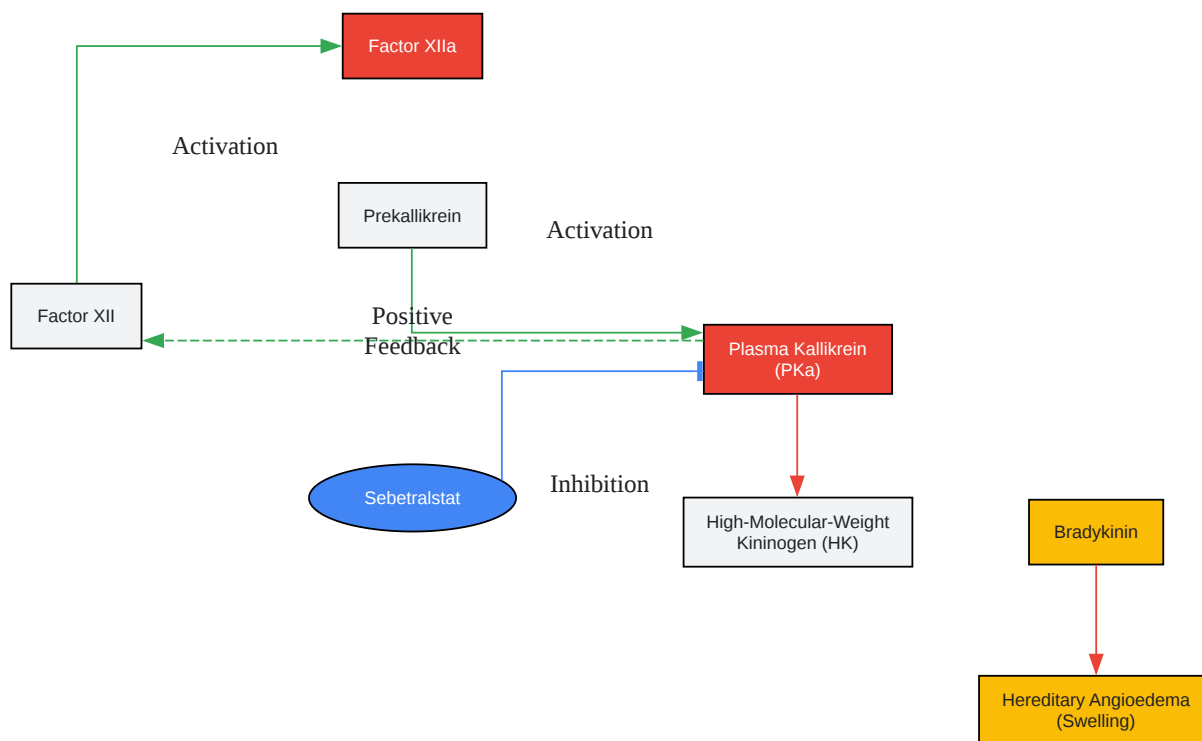 Factor XIIa
Activation
Prekallikrein
Activation
Factor XII
Positive
Feedback
Plasma Kallikrein
(PKa)
Sebetralstat
Inhibition
High-Molecular-Weight
Kininogen (HK)
Bradykinin
Hereditary Angioedema
(Swelling)